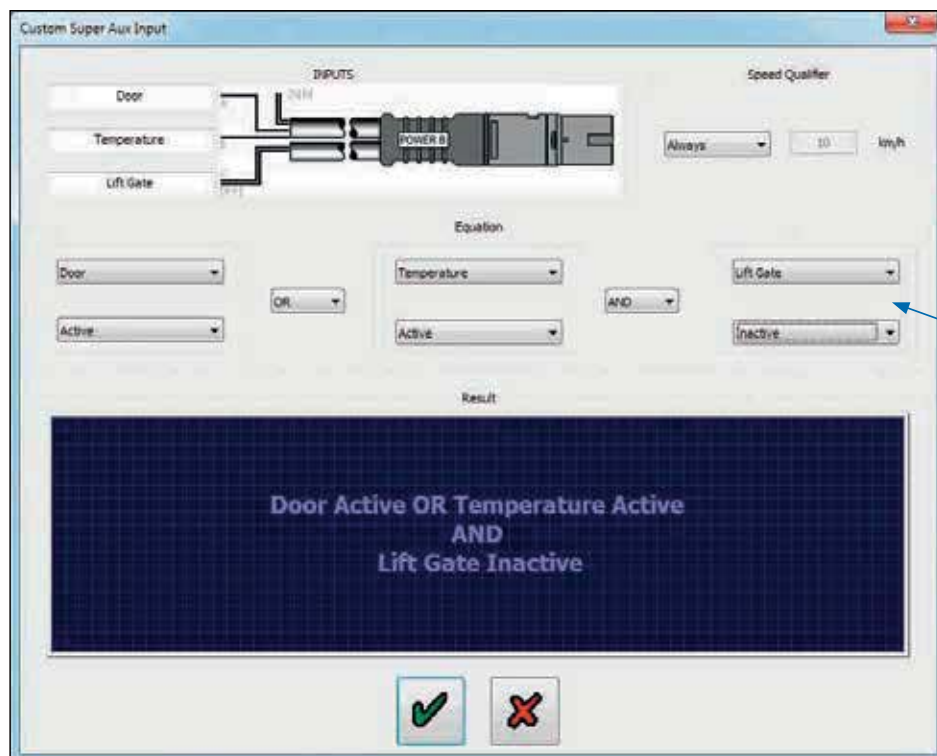 Custom Super Aux Input
INPUTS
Speed Qualifier
Door
Temperature
Lift Gate
POWER B
Always
10
km/h
Equation
Door
OR
Temperature
AND
Lift Gate
Active
Active
Inactive
Result
Door Active OR Temperature Active
AND
Lift Gate Inactive